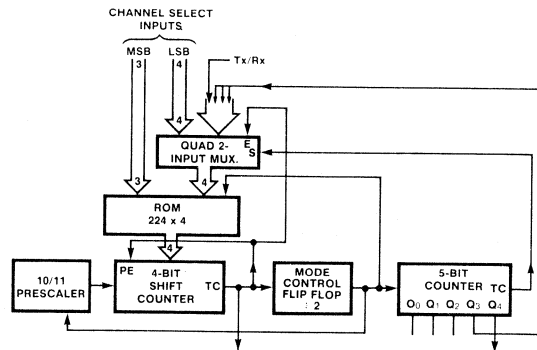 CHANNEL SELECT
INPUTS
MSB LSB
3 4
Tx/Rx
4
QUAD 2-
INPUT MUX.
E
S
3 4
ROM
224 x 4
4
PE
10/11
PRESCALER
4-BIT
SHIFT
COUNTER
TC
MODE
CONTROL
FLIP FLOP
: 2
5-BIT
COUNTER TC
O0 Q1 Q2 Q3 Q4